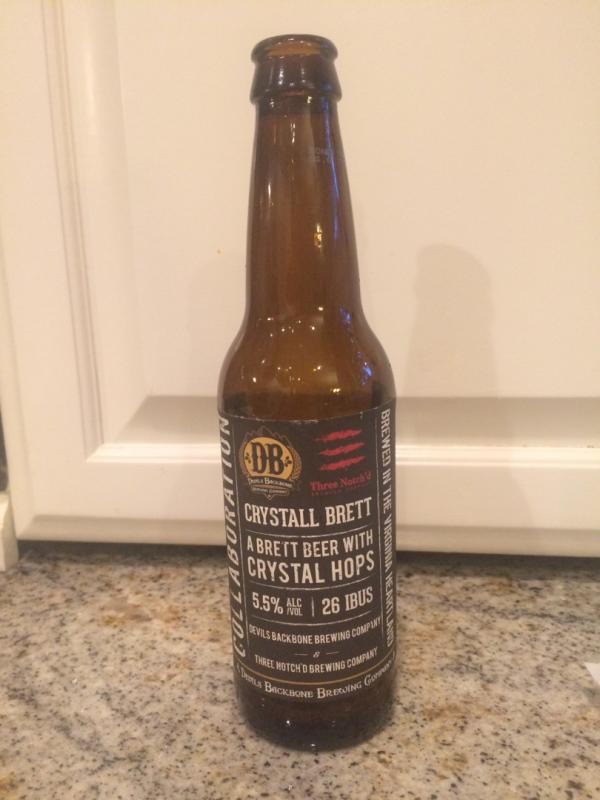 COLLABORATION
DB
DEVILS BACKBONE
BREWING COMPANY
Three Notch'd
BREWING COMPANY
CRYSTALL BRETT
A BRETT BEER WITH
CRYSTAL HOPS
5.5% ALC /VOL | 26 IBUS
DEVILS BACKBONE BREWING COMPANY
&
THREE NOTCH'D BREWING COMPANY
A DEVILS BACKBONE BREWING COMPANY
BREWED IN THE VIRGINIA HEARTLAND